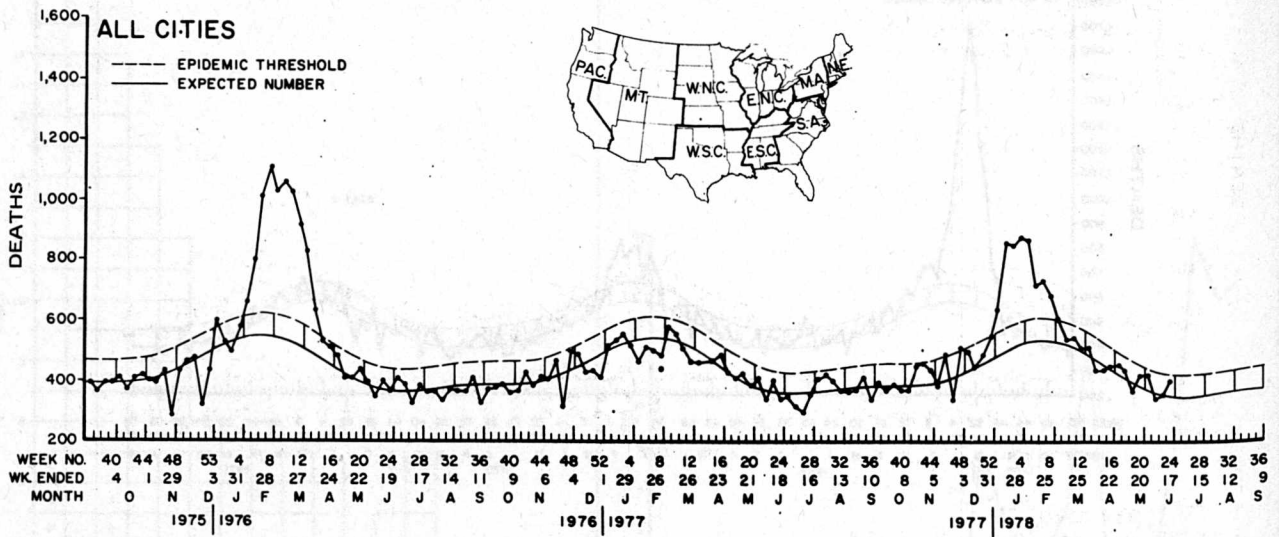 ALL CITIES
EPIDEMIC THRESHOLD
EXPECTED NUMBER
DEATHS
1,600
1,400
1,200
1,000
800
600
400
200
PAC.
MT.
W.N.C.
E.N.C.
M.A.
N.E.
S.A.
W.S.C.
E.S.C.
WEEK NO. 40 44 48 53 4 8 12 16 20 24 28 32 36 40 44 48 52 4 8 12 16 20 24 28 32 36 40 44 48 52 4 8 12 16 20 24 28 32 36
WK. ENDED 4 1 29 3 31 28 27 24 22 19 17 14 11 9 6 4 1 29 26 26 23 21 18 16 13 10 8 5 3 31 28 25 25 22 20 17 15 12 9
MONTH O N D J F M A M J J A S O N D J F M A M J J A S O N D J F M A M J J A S
1975 1976 1976 1977 1977 1978